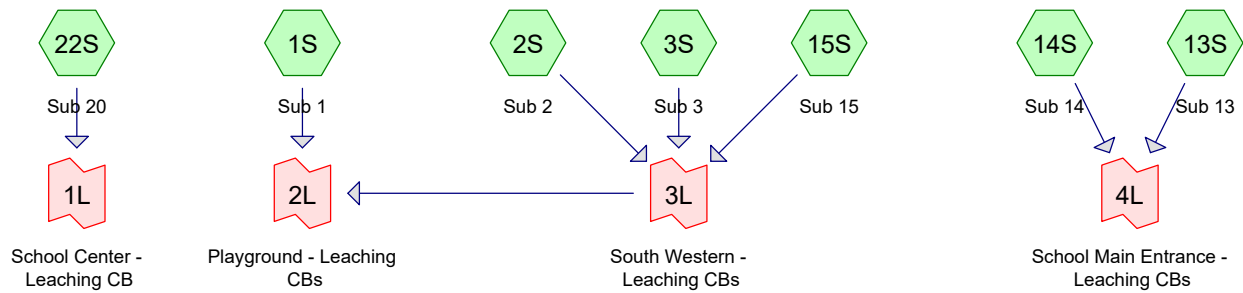 22S
1S
2S
3S
15S
14S
13S
Sub 20
Sub 1
Sub 2
Sub 3
Sub 15
Sub 14
Sub 13
1L
2L
3L
4L
School Center -
Leaching CB
Playground - Leaching
CBs
South Western -
Leaching CBs
School Main Entrance -
Leaching CBs